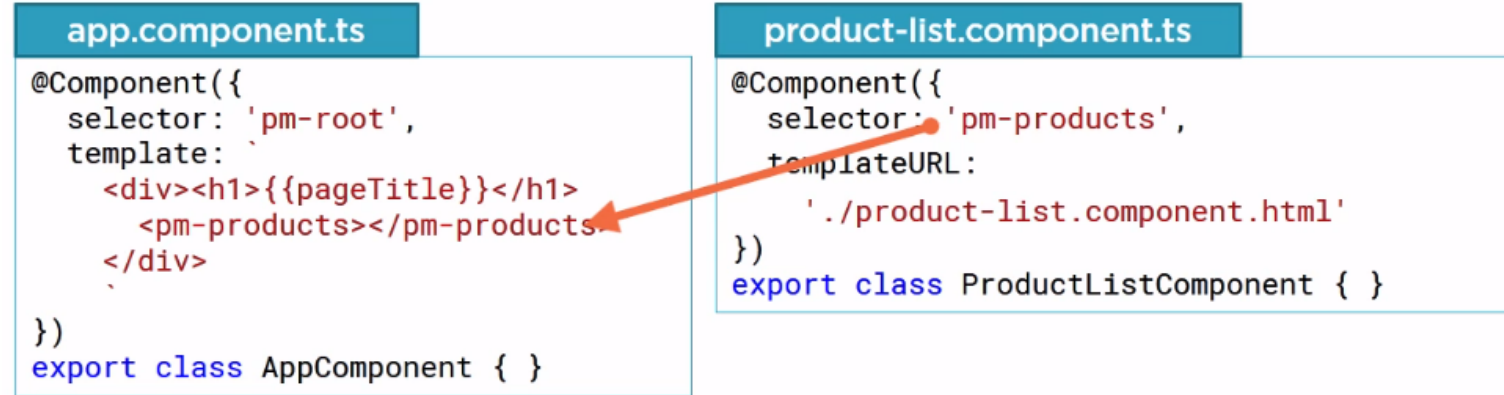 app.component.ts
@Component({
selector: 'pm-root',
template: `
<div><h1>{{pageTitle}}</h1>
<pm-products></pm-products>
</div>
`
})
export class AppComponent { }
product-list.component.ts
@Component({
selector: 'pm-products',
templateURL:
'./product-list.component.html'
})
export class ProductListComponent { }